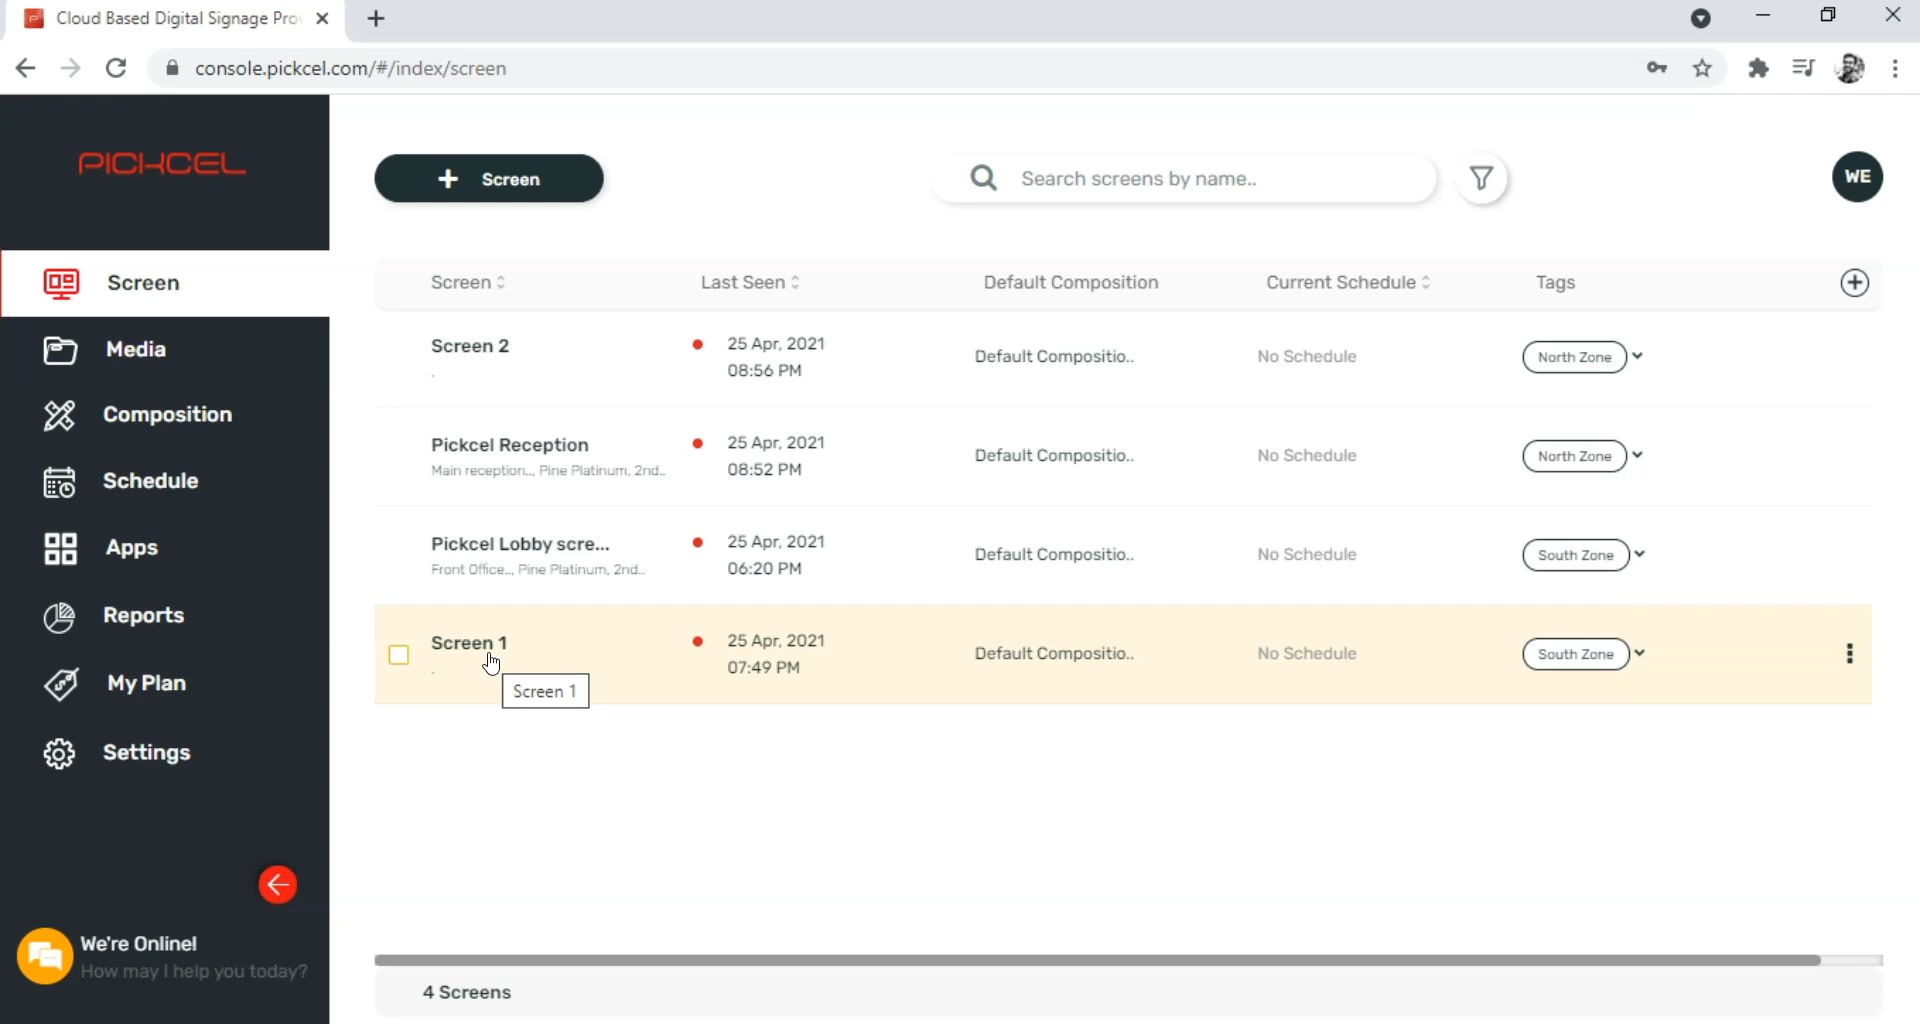 Cloud Based Digital Signage Pro
console.pickcel.com/#/index/screen
PICKCEL
+ Screen
Search screens by name..
WE
Screen
Media
Composition
Schedule
Apps
Reports
My Plan
Settings
We're Online!
How may I help you today?
Screen Last Seen Default Composition Current Schedule Tags
Screen 2 25 Apr, 2021 Default Compositio.. No Schedule North Zone
. 08:56 PM
Pickcel Reception 25 Apr, 2021 Default Compositio.. No Schedule North Zone
Main reception..., Pine Platinum, 2nd.. 08:52 PM
Pickcel Lobby scre... 25 Apr, 2021 Default Compositio.. No Schedule South Zone
Front Office..., Pine Platinum, 2nd.. 06:20 PM
Screen 1 25 Apr, 2021 Default Compositio.. No Schedule South Zone
. 07:49 PM
Screen 1
4 Screens